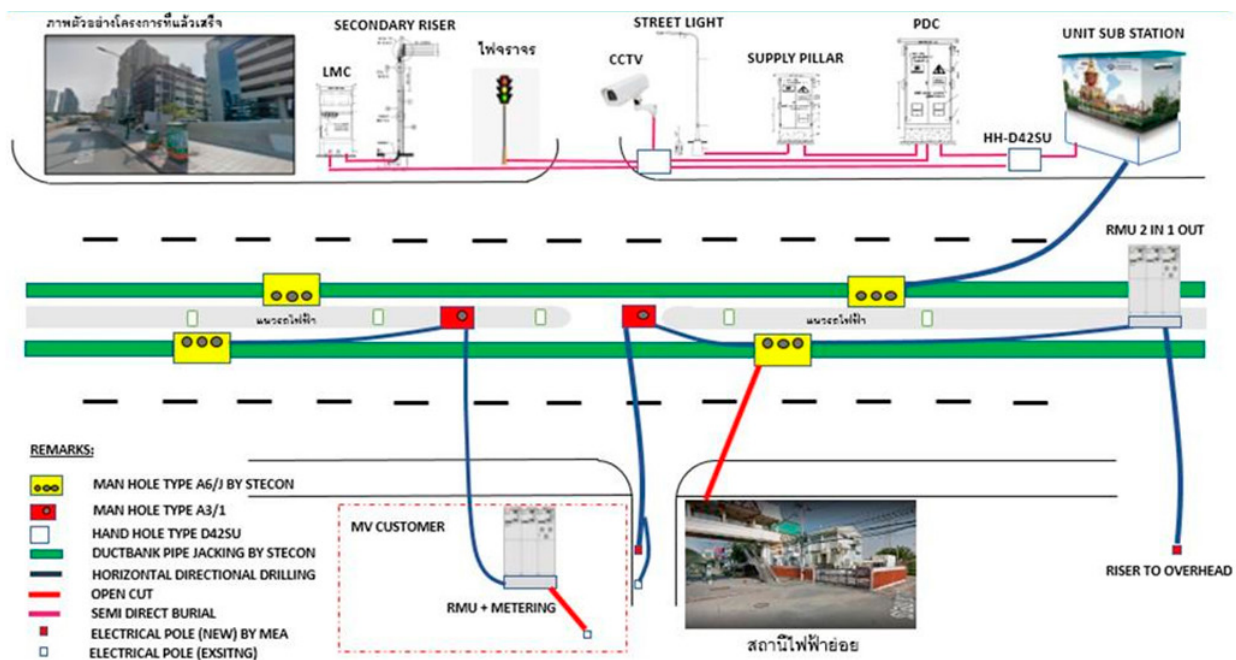 ภาพตัวอย่างโครงการที่แล้วเสร็จ
SECONDARY RISER
LMC
ไฟจราจร
STREET LIGHT
CCTV
SUPPLY PILLAR
PDC
UNIT SUB STATION
HH-D42SU
RMU 2 IN 1 OUT
แนวรถไฟฟ้า
แนวรถไฟฟ้า
REMARKS:
MAN HOLE TYPE A6/J BY STECON
MAN HOLE TYPE A3/1
HAND HOLE TYPE D42SU
DUCTBANK PIPE JACKING BY STECON
HORIZONTAL DIRECTIONAL DRILLING
OPEN CUT
SEMI DIRECT BURIAL
ELECTRICAL POLE (NEW) BY MEA
ELECTRICAL POLE (EXSITNG)
MV CUSTOMER
RMU + METERING
สถานีไฟฟ้าย่อย
RISER TO OVERHEAD